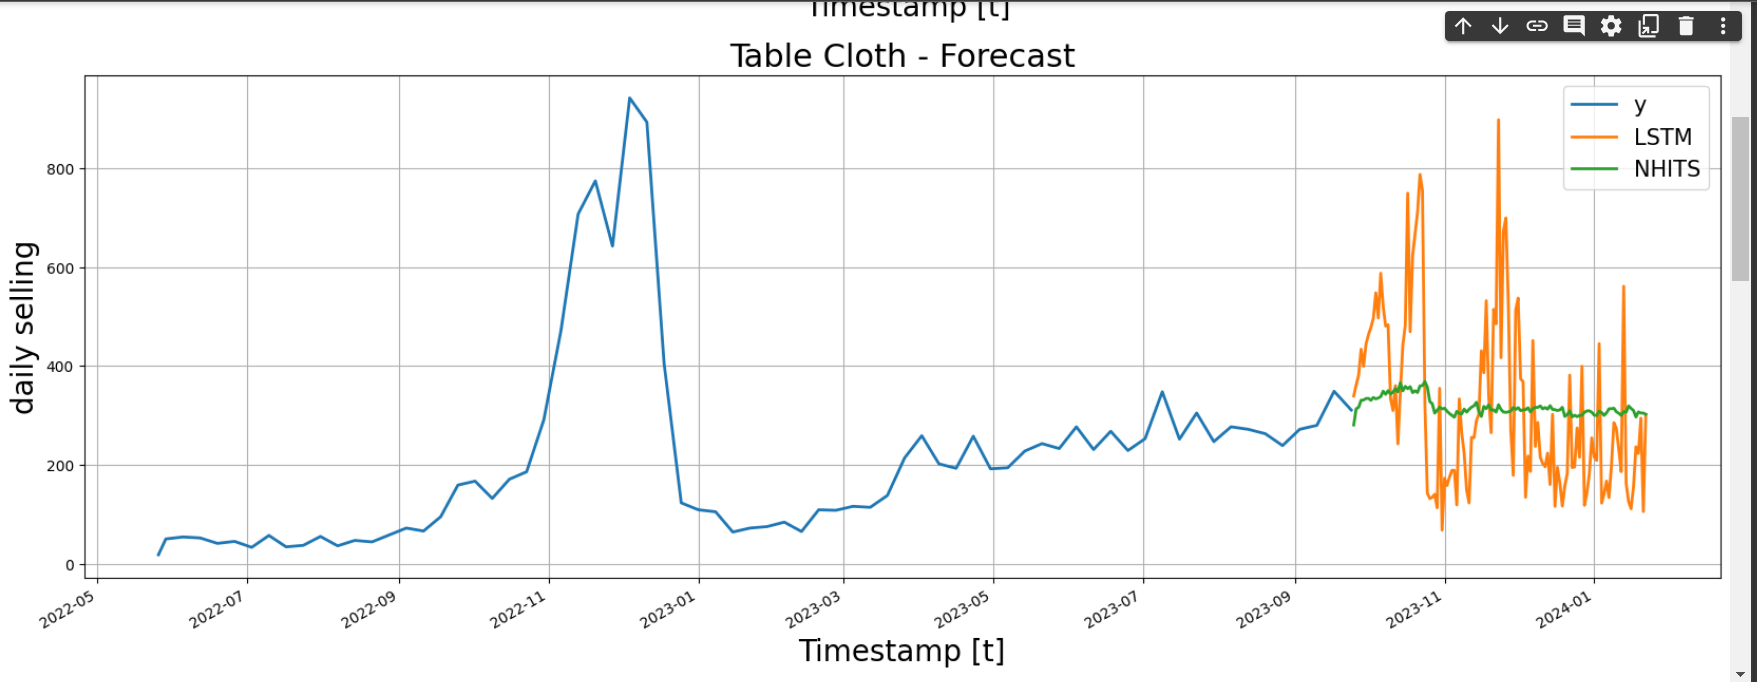 Timestamp [t]
Table Cloth - Forecast
y
LSTM
NHITS
daily selling
800
600
400
200
0
2022-05
2022-07
2022-09
2022-11
2023-01
2023-03
2023-05
2023-07
2023-09
2023-11
2024-01
Timestamp [t]